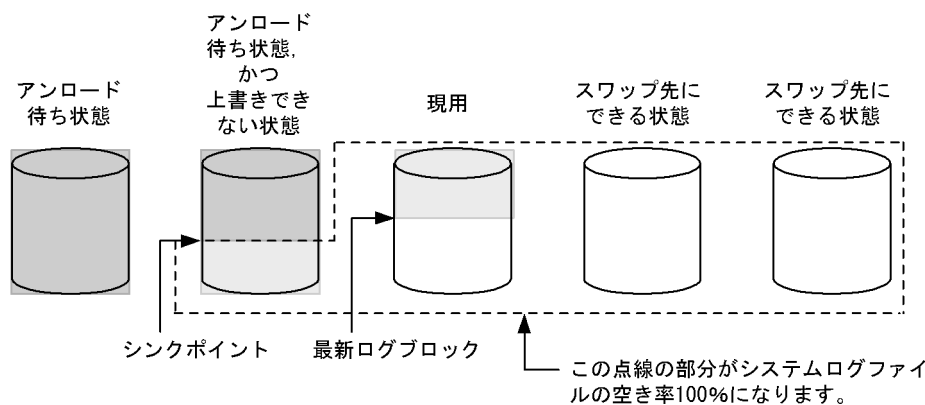 アンロード
待ち状態
アンロード
待ち状態,
かつ
上書きでき
ない状態
現用
スワップ先に
できる状態
スワップ先に
できる状態
シンクポイント
最新ログブロック
この点線の部分がシステムログファイ
ルの空き率100%になります。